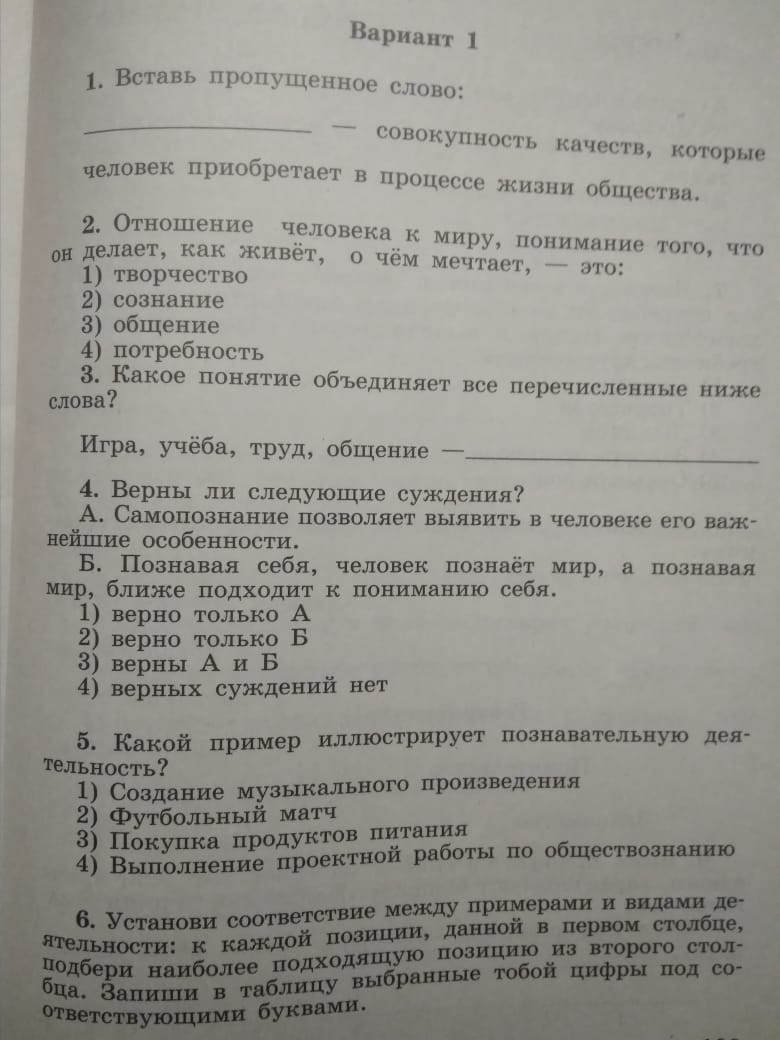 Вариант 1
1. Вставь пропущенное слово:
— совокупность качеств, которые
человек приобретает в процессе жизни общества.
2. Отношение человека к миру, понимание того, что
он делает, как живёт, о чём мечтает, — это:
1) творчество
2) сознание
3) общение
4) потребность
3. Какое понятие объединяет все перечисленные ниже
слова?
Игра, учёба, труд, общение —
4. Верны ли следующие суждения?
А. Самопознание позволяет выявить в человеке его важ-
нейшие особенности.
Б. Познавая себя, человек познаёт мир, а познавая
мир, ближе подходит к пониманию себя.
1) верно только А
2) верно только Б
3) верны А и Б
4) верных суждений нет
5. Какой пример иллюстрирует познавательную дея-
тельность?
1) Создание музыкального произведения
2) Футбольный матч
3) Покупка продуктов питания
4) Выполнение проектной работы по обществознанию
6. Установи соответствие между примерами и видами де-
ятельности: к каждой позиции, данной в первом столбце,
подбери наиболее подходящую позицию из второго стол-
бца. Запиши в таблицу выбранные тобой цифры под со-
ответствующими буквами.